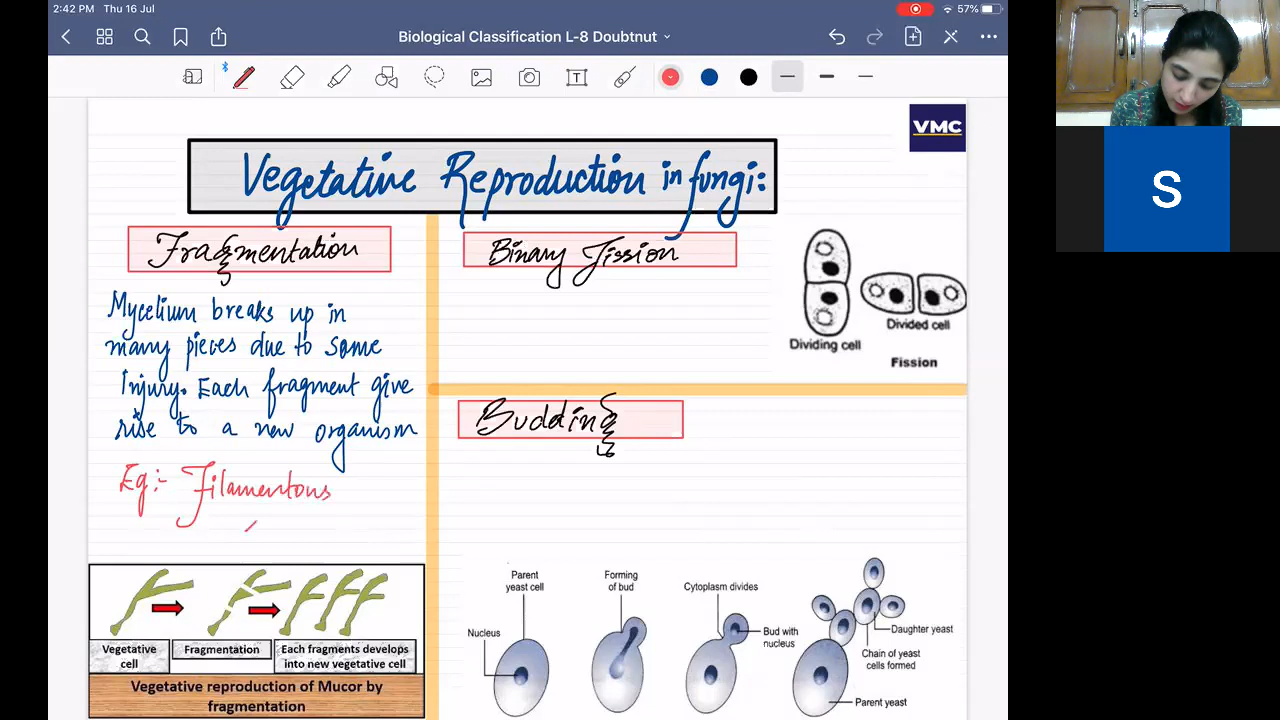 2:42 PM Thu 16 Jul
57%
Biological Classification L-8 Doubtnut
VMC
Vegetative Reproduction in fungi:
Fragmentation
Mycelium breaks up in
many pieces due to some
Injury. Each fragment give
rise to a new organism
Eg:- Filamentous
Vegetative
cell
Fragmentation
Each fragments develops
into new vegetative cell
Vegetative reproduction of Mucor by
fragmentation
Binary Fission
Dividing cell
Divided cell
Fission
Budding
Parent
yeast cell
Nucleus
Forming
of bud
Cytoplasm divides
Bud with
nucleus
Daughter yeast
Chain of yeast
cells formed
Parent yeast
S